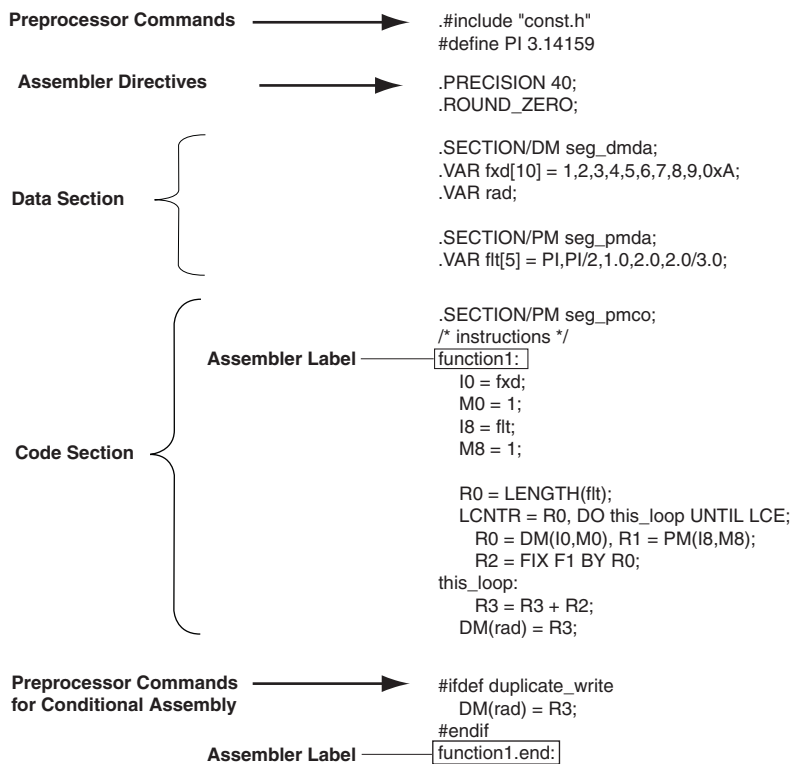 Preprocessor Commands
.#include "const.h"
#define PI 3.14159
Assembler Directives
.PRECISION 40;
.ROUND_ZERO;
Data Section
.SECTION/DM seg_dmda;
.VAR fxd[10] = 1,2,3,4,5,6,7,8,9,0xA;
.VAR rad;
.SECTION/PM seg_pmda;
.VAR flt[5] = PI,PI/2,1.0,2.0,2.0/3.0;
Code Section
.SECTION/PM seg_pmco;
/* instructions */
Assembler Label
function1:
I0 = fxd;
M0 = 1;
I8 = flt;
M8 = 1;
R0 = LENGTH(flt);
LCNTR = R0, DO this_loop UNTIL LCE;
R0 = DM(I0,M0), R1 = PM(I8,M8);
R2 = FIX F1 BY R0;
this_loop:
R3 = R3 + R2;
DM(rad) = R3;
Preprocessor Commands
for Conditional Assembly
#ifdef duplicate_write
DM(rad) = R3;
#endif
Assembler Label
function1.end: